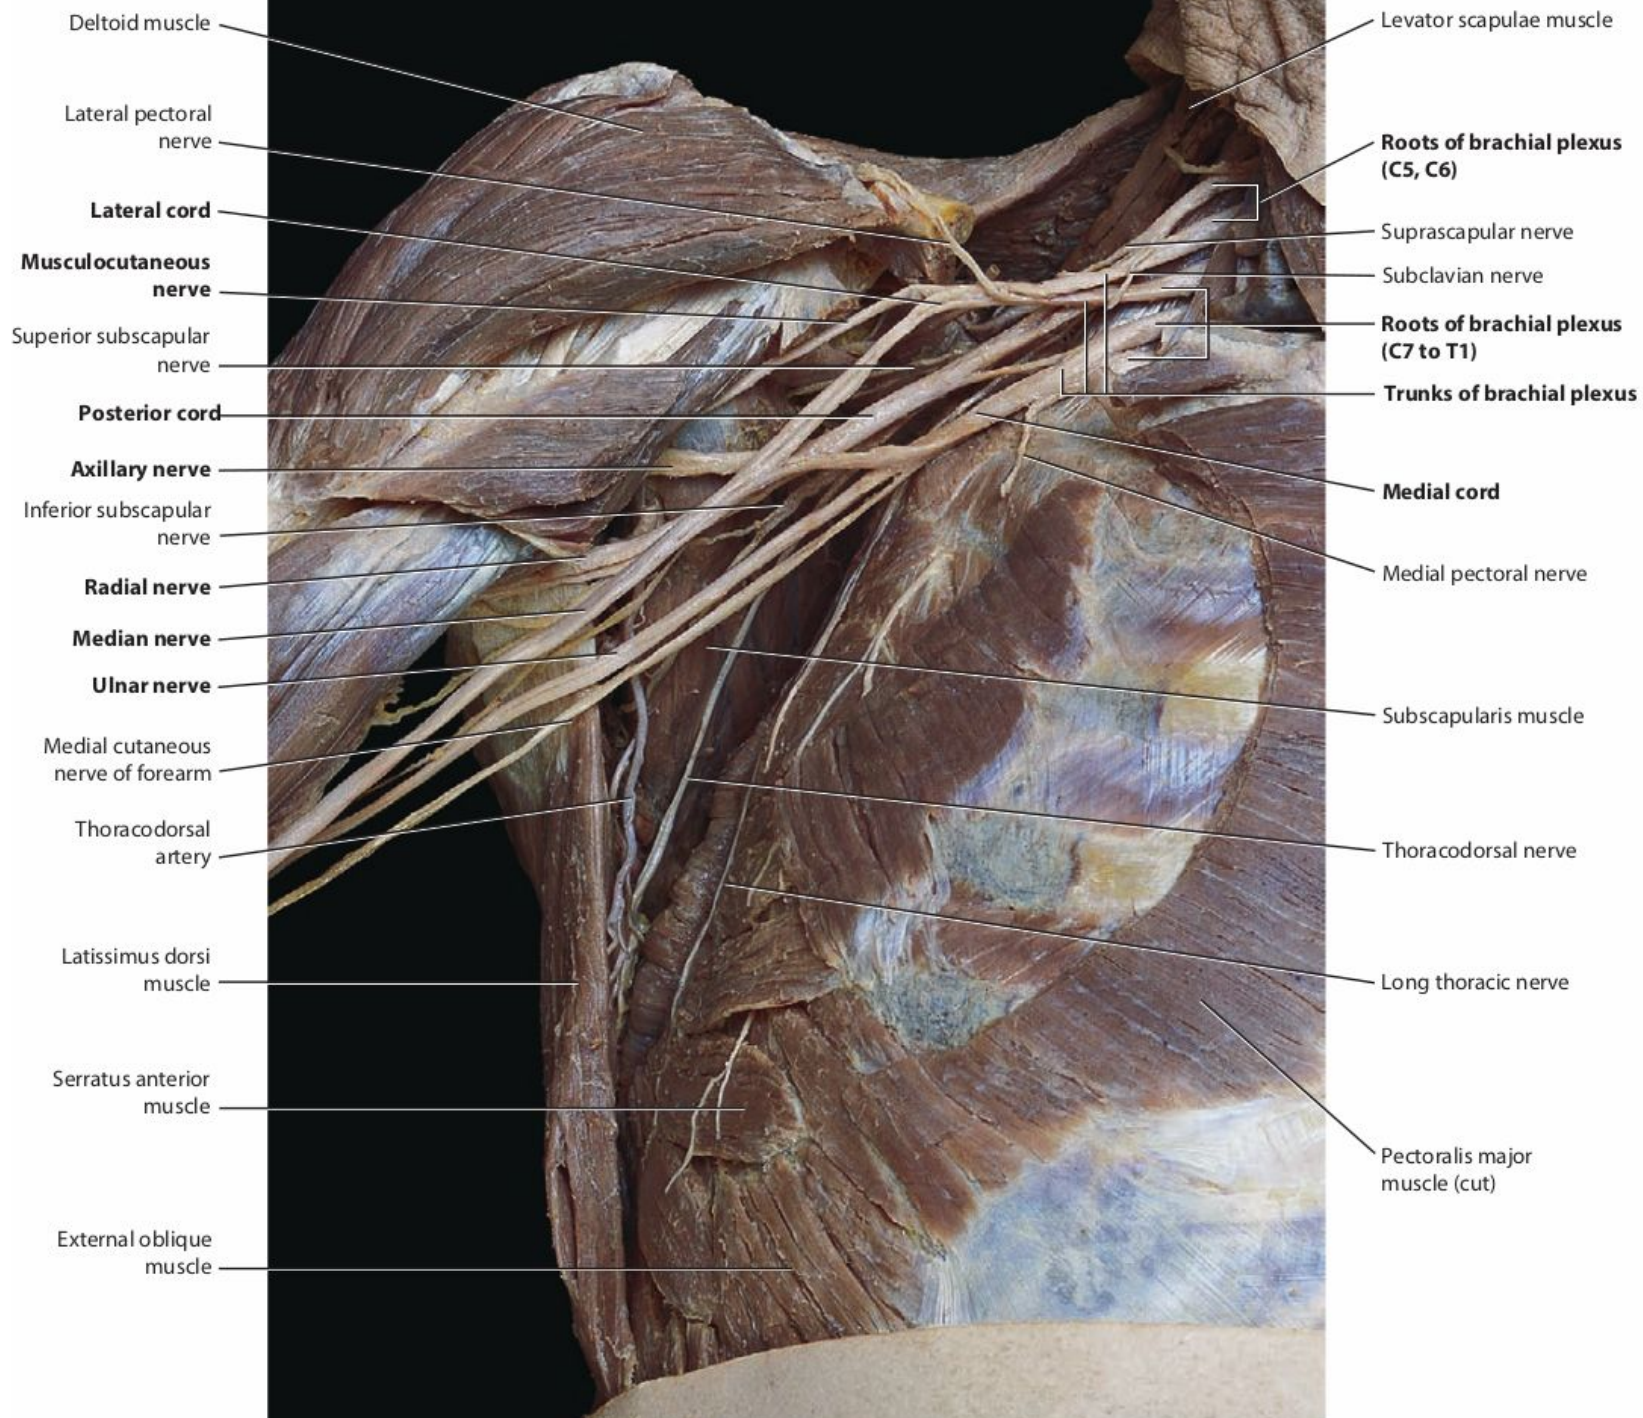 Deltoid muscle
Lateral pectoral
nerve
Lateral cord
Musculocutaneous
nerve
Superior subscapular
nerve
Posterior cord
Axillary nerve
Inferior subscapular
nerve
Radial nerve
Median nerve
Ulnar nerve
Medial cutaneous
nerve of forearm
Thoracodorsal
artery
Latissimus dorsi
muscle
Serratus anterior
muscle
External oblique
muscle
Levator scapulae muscle
Roots of brachial plexus
(C5, C6)
Suprascapular nerve
Subclavian nerve
Roots of brachial plexus
(C7 to T1)
Trunks of brachial plexus
Medial cord
Medial pectoral nerve
Subscapularis muscle
Thoracodorsal nerve
Long thoracic nerve
Pectoralis major
muscle (cut)